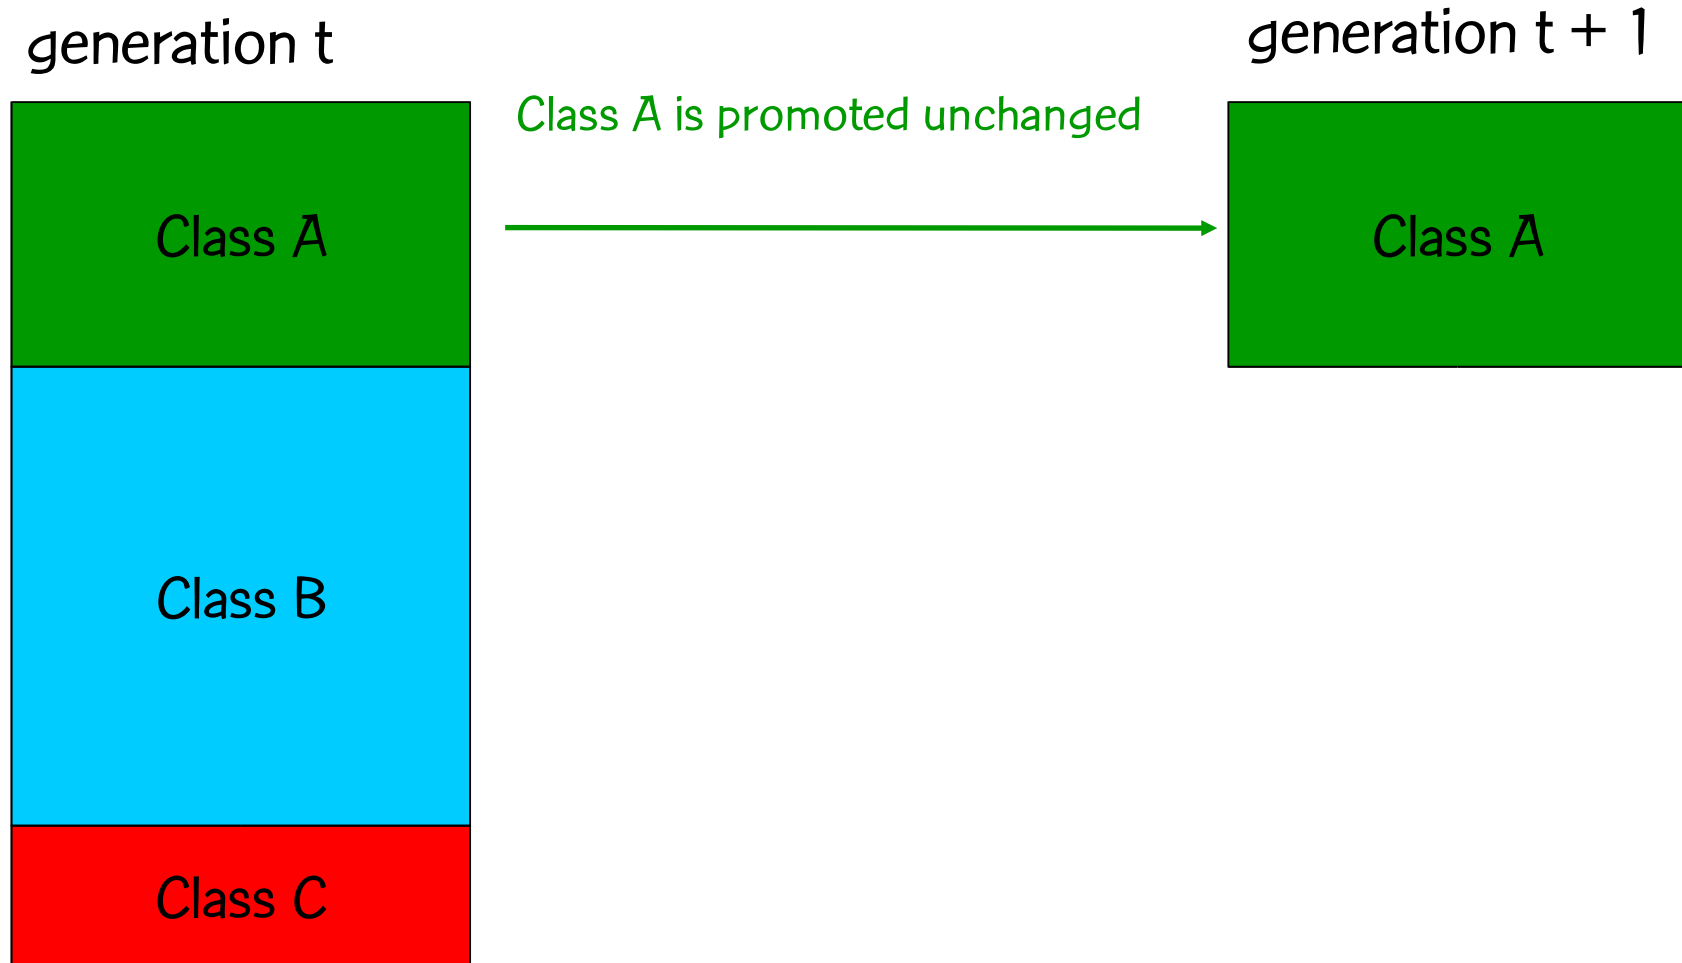 generation t
generation t + 1
Class A is promoted unchanged
Class A
Class A
Class B
Class C